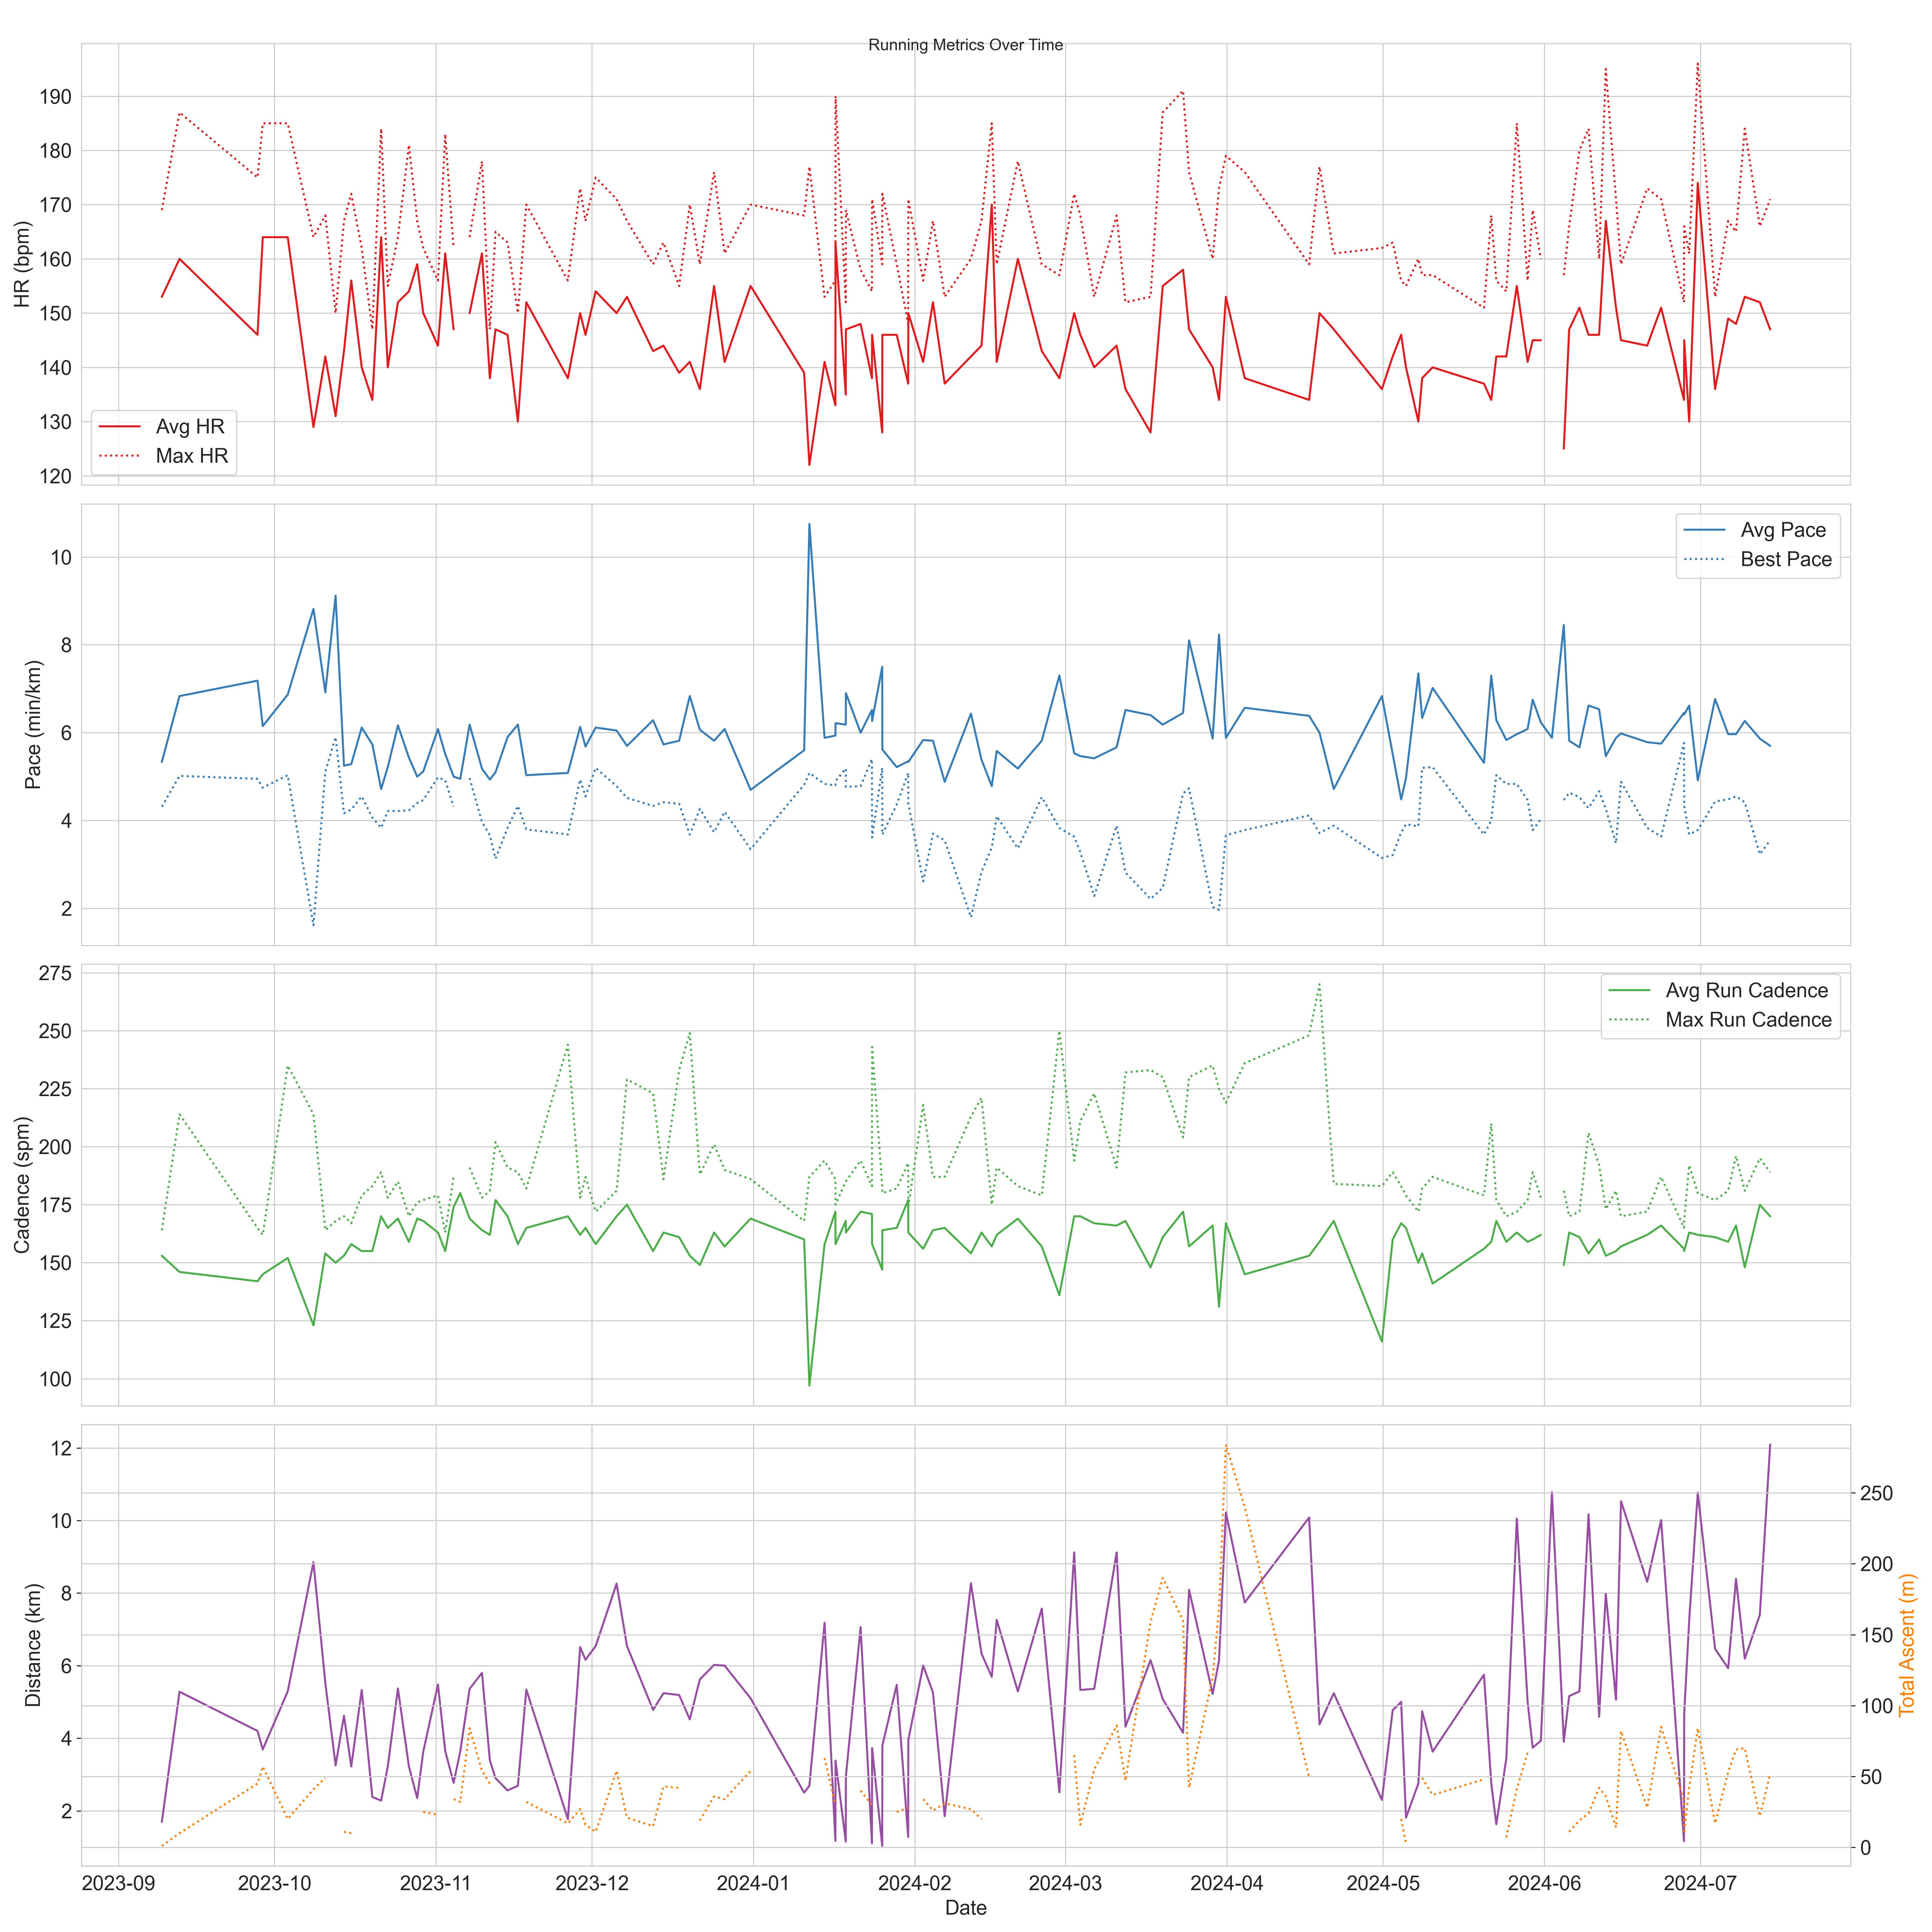 Running Metrics Over Time
190
180
170
160
150
140
130
120
HR (bpm)
Avg HR
Max HR
10
8
6
4
2
Pace (min/km)
Avg Pace
Best Pace
275
250
225
200
175
150
125
100
Cadence (spm)
Avg Run Cadence
Max Run Cadence
12
10
8
6
4
2
Distance (km)
250
200
150
100
50
0
Total Ascent (m)
2023-09 2023-10 2023-11 2023-12 2024-01 2024-02 2024-03 2024-04 2024-05 2024-06 2024-07
Date